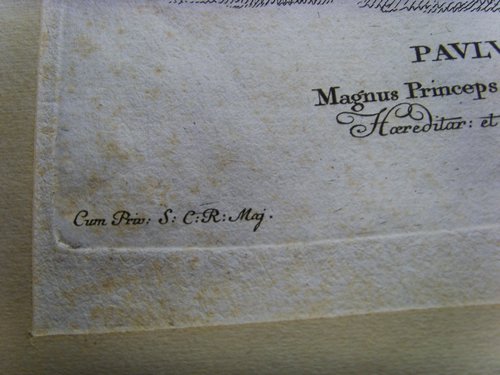 PAVLV
Magnus Princeps
Hæreditar: et
Cum Priv: S: C: R: Maj.